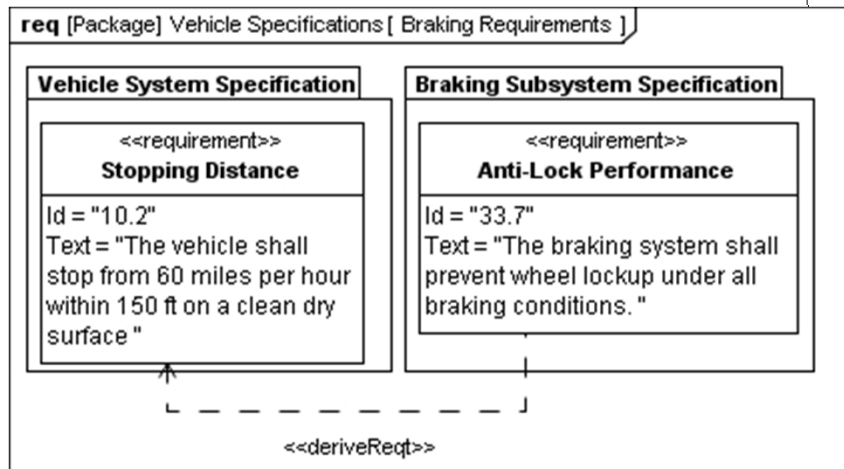 req [Package] Vehicle Specifications [ Braking Requirements ]
Vehicle System Specification
<<requirement>>
Stopping Distance
Id = "10.2"
Text = "The vehicle shall
stop from 60 miles per hour
within 150 ft on a clean dry
surface "
Braking Subsystem Specification
<<requirement>>
Anti-Lock Performance
Id = "33.7"
Text = "The braking system shall
prevent wheel lockup under all
braking conditions. "
<<deriveReqt>>